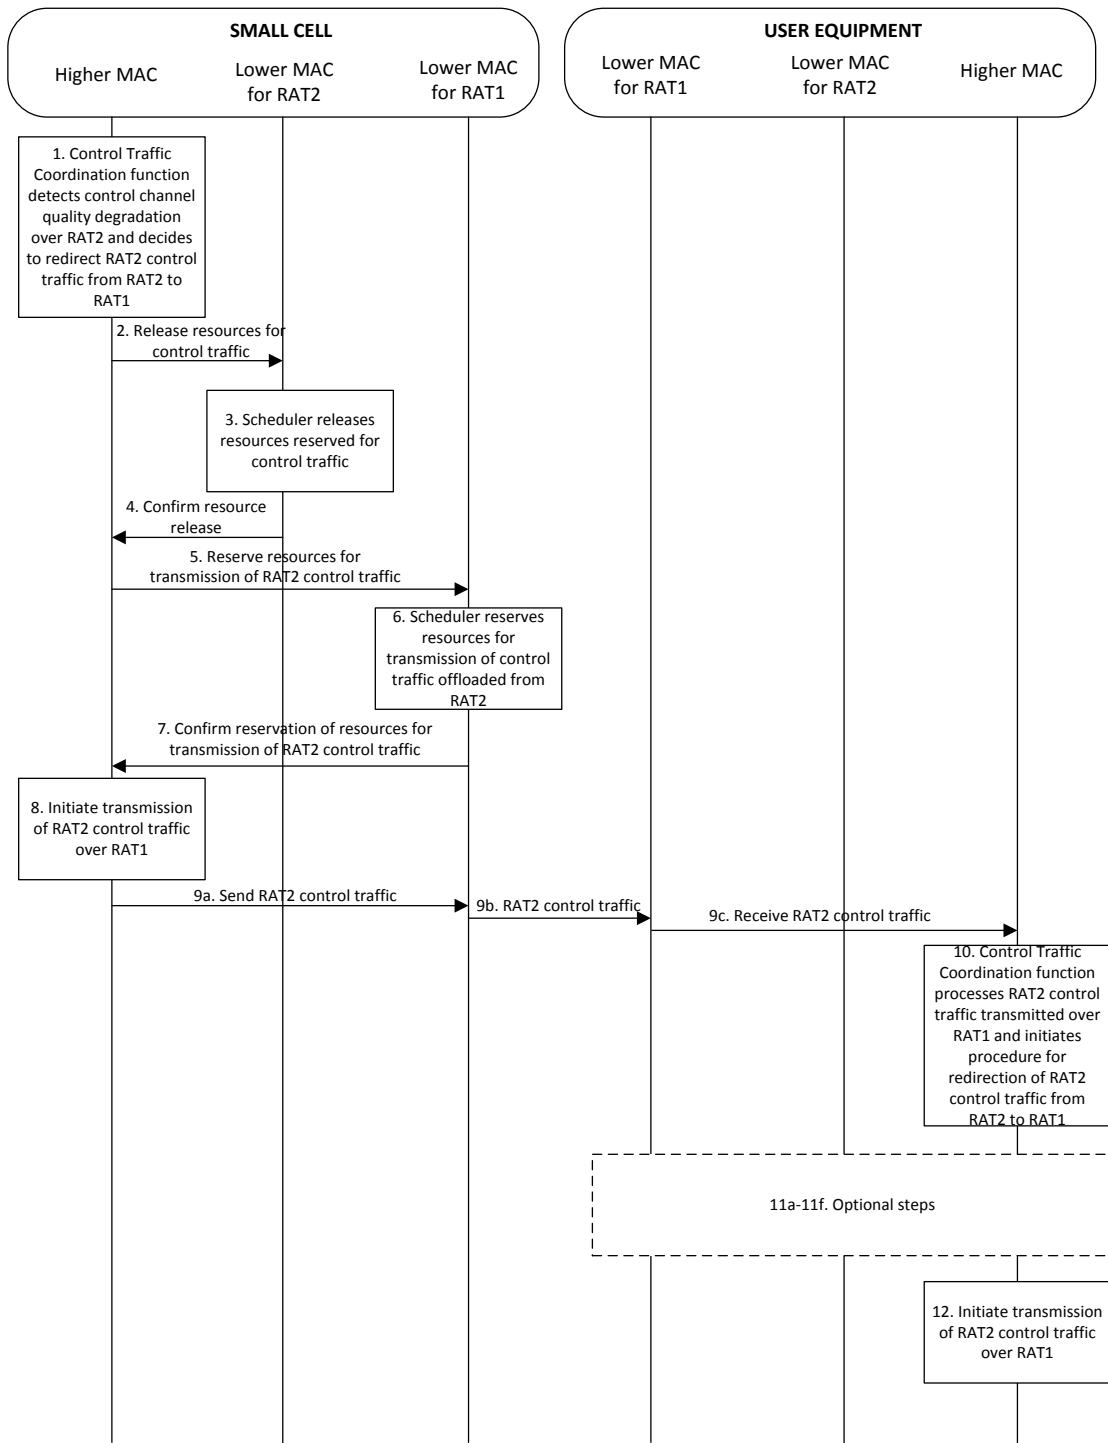 SMALL CELL
USER EQUIPMENT
Higher MAC
Lower MAC
for RAT2
Lower MAC
for RAT1
Lower MAC
for RAT1
Lower MAC
for RAT2
Higher MAC
1. Control Traffic
Coordination function
detects control channel
quality degradation
over RAT2 and decides
to redirect RAT2 control
traffic from RAT2 to
RAT1
2. Release resources for
control traffic
3. Scheduler releases
resources reserved for
control traffic
4. Confirm resource
release
5. Reserve resources for
transmission of RAT2 control traffic
6. Scheduler reserves
resources for
transmission of control
traffic offloaded from
RAT2
7. Confirm reservation of resources for
transmission of RAT2 control traffic
8. Initiate transmission
of RAT2 control traffic
over RAT1
9a. Send RAT2 control traffic
9b. RAT2 control traffic
9c. Receive RAT2 control traffic
10. Control Traffic
Coordination function
processes RAT2 control
traffic transmitted over
RAT1 and initiates
procedure for
redirection of RAT2
control traffic from
RAT2 to RAT1
11a-11f. Optional steps
12. Initiate transmission
of RAT2 control traffic
over RAT1